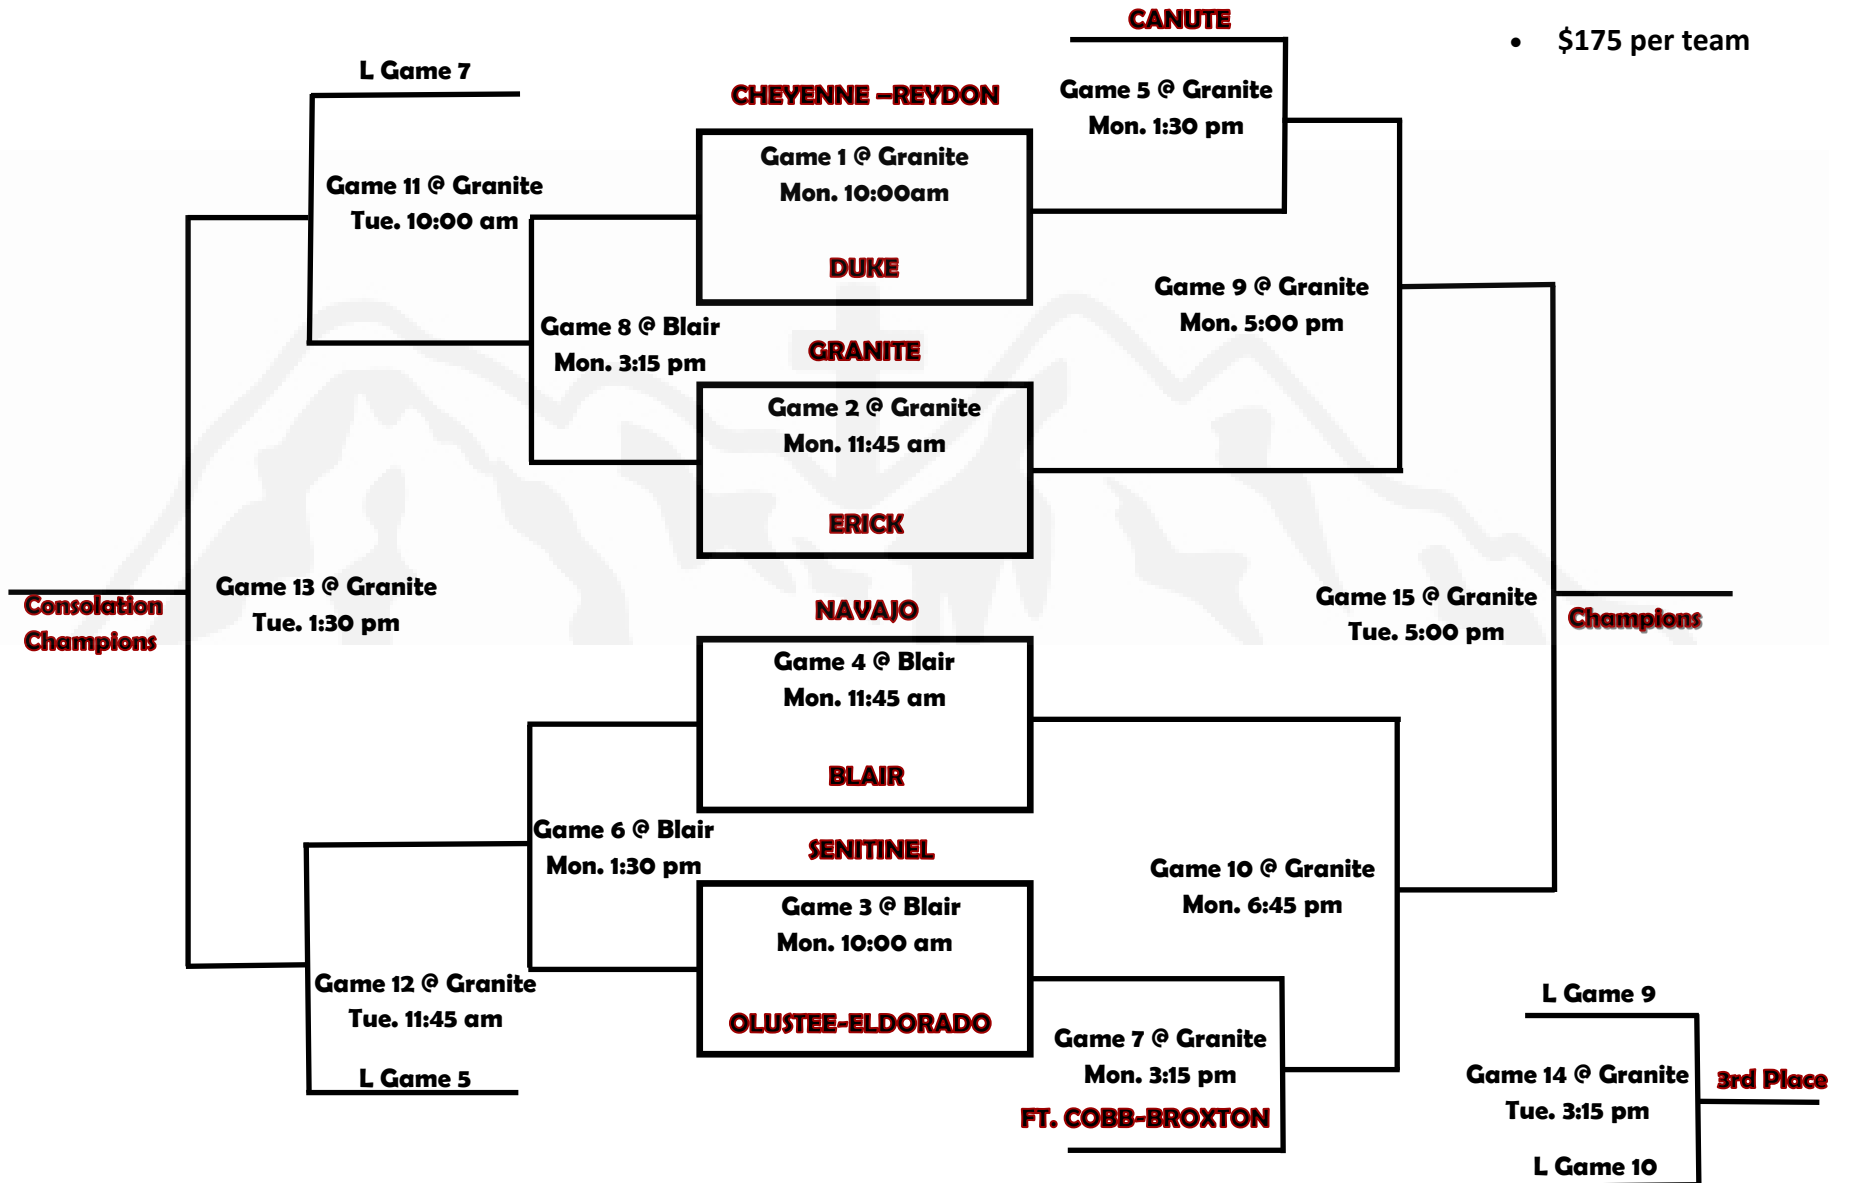 CANUTE
• $175 per team
L Game 7
CHEYENNE –REYDON
Game 5 @ Granite
Mon. 1:30 pm
Game 1 @ Granite
Mon. 10:00am
Game 11 @ Granite
Tue. 10:00 am
DUKE
Game 9 @ Granite
Mon. 5:00 pm
Game 8 @ Blair
Mon. 3:15 pm
GRANITE
Game 2 @ Granite
Mon. 11:45 am
ERICK
Game 13 @ Granite
Tue. 1:30 pm
Consolation
Champions
NAVAJO
Game 15 @ Granite
Tue. 5:00 pm
Champions
Game 4 @ Blair
Mon. 11:45 am
BLAIR
Game 6 @ Blair
Mon. 1:30 pm
SENITINEL
Game 10 @ Granite
Mon. 6:45 pm
Game 3 @ Blair
Mon. 10:00 am
Game 12 @ Granite
Tue. 11:45 am
OLUSTEE-ELDORADO
L Game 9
Game 7 @ Granite
Mon. 3:15 pm
L Game 5
Game 14 @ Granite
Tue. 3:15 pm
3rd Place
FT. COBB-BROXTON
L Game 10